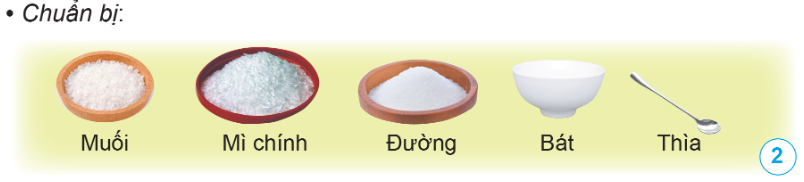 • Chuẩn bị:
Muối Mì chính Đường Bát Thìa
2